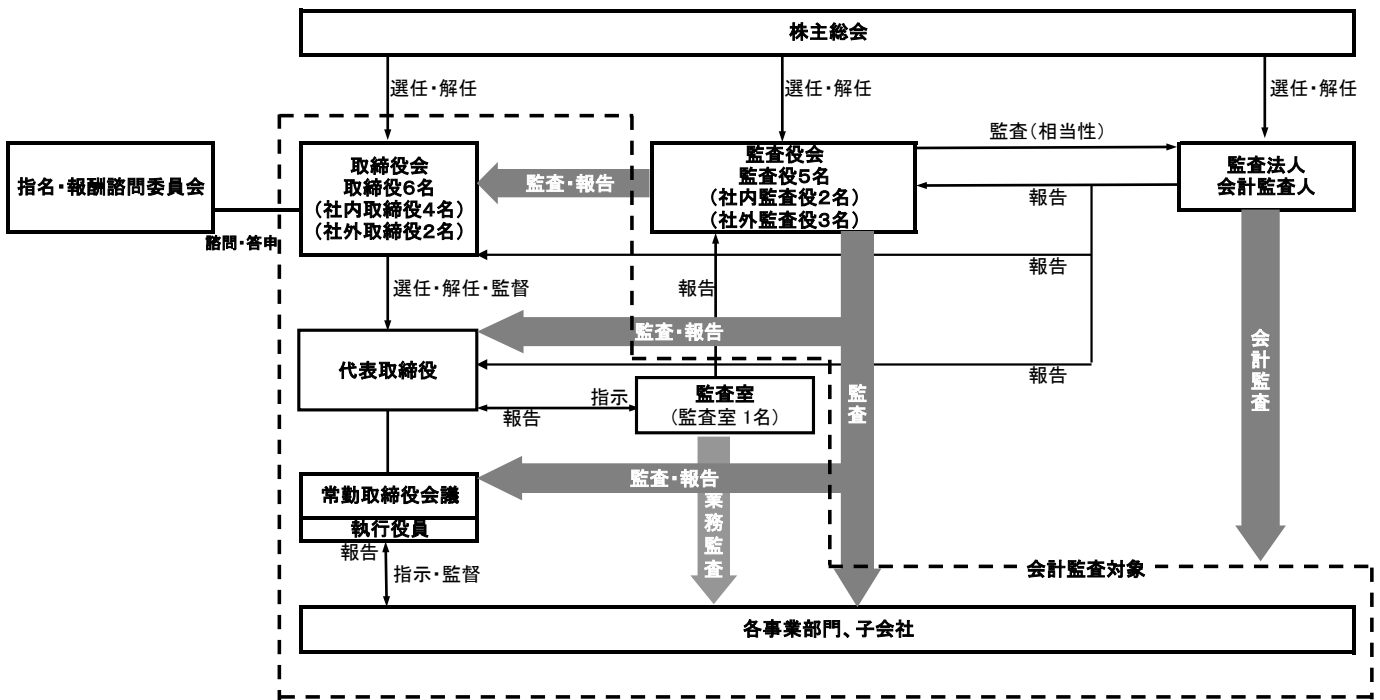 株主総会
選任・解任
選任・解任
選任・解任
指名・報酬諮問委員会
諮問・答申
取締役会
取締役6名
（社内取締役4名）
（社外取締役2名）
監査・報告
監査役会
監査役5名
（社内監査役2名）
（社外監査役3名）
監査（相当性）
報告
監査法人
会計監査人
報告
選任・解任・監督
報告
監査・報告
代表取締役
報告
指示
報告
監査室
（監査室 1名）
監査
会計監査
監査・報告
業務監査
常勤取締役会議
執行役員
報告
指示・監督
会計監査対象
各事業部門、子会社